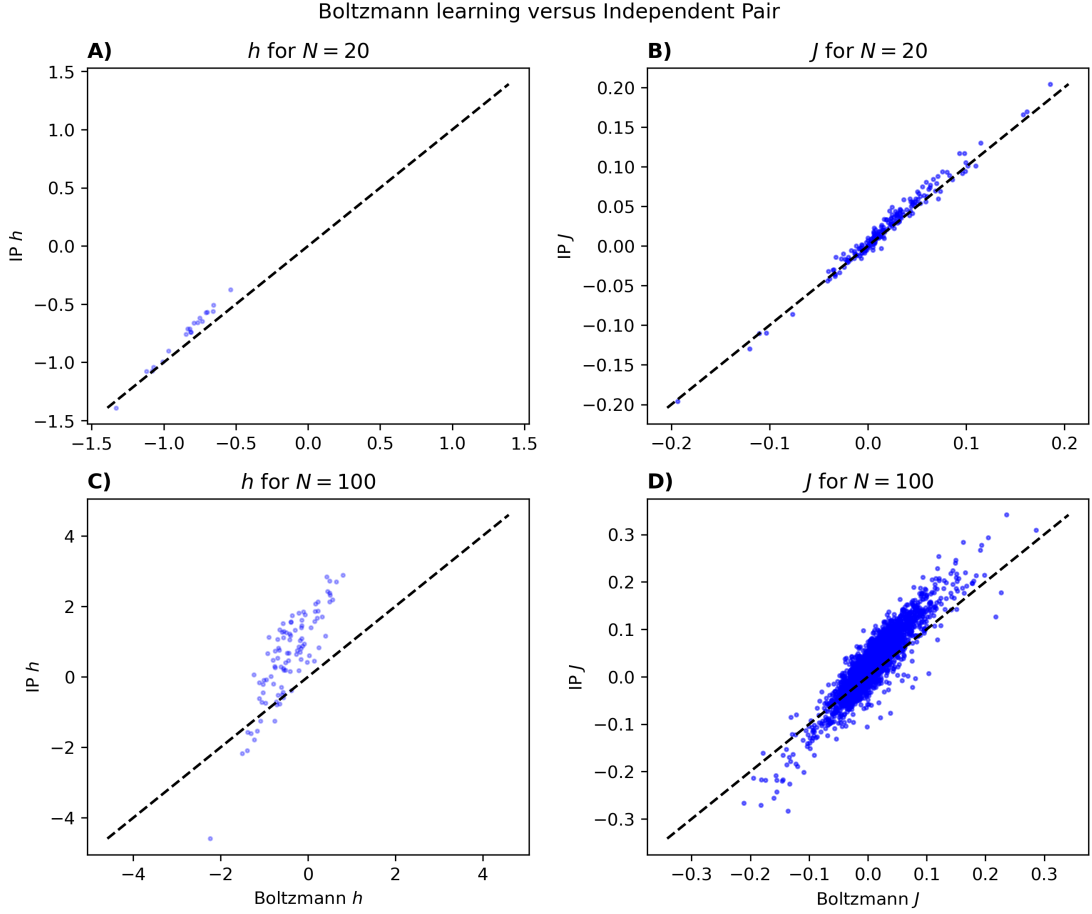 Boltzmann learning versus Independent Pair
A) h for N = 20
1.5
1.0
0.5
0.0
−0.5
−1.0
−1.5
IP h
−1.5 −1.0 −0.5 0.0 0.5 1.0 1.5
B) J for N = 20
0.20
0.15
0.10
0.05
0.00
−0.05
−0.10
−0.15
−0.20
IP J
−0.2 −0.1 0.0 0.1 0.2
C) h for N = 100
4
2
0
−2
−4
IP h
−4 −2 0 2 4
Boltzmann h
D) J for N = 100
0.3
0.2
0.1
0.0
−0.1
−0.2
−0.3
IP J
−0.3 −0.2 −0.1 0.0 0.1 0.2 0.3
Boltzmann J